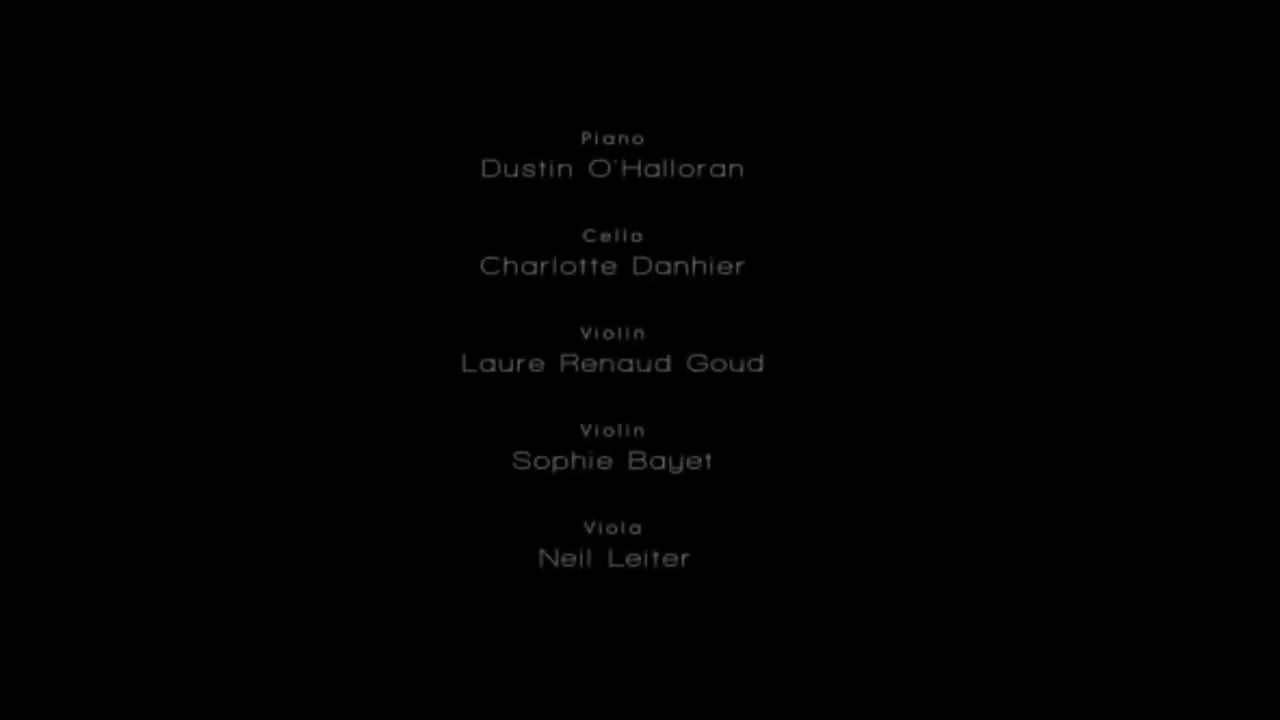 Piano
Dustin O'Halloran
Cello
Charlotte Danhier
Violin
Laure Renaud Goud
Violin
Sophie Bayet
Viola
Neil Leiter